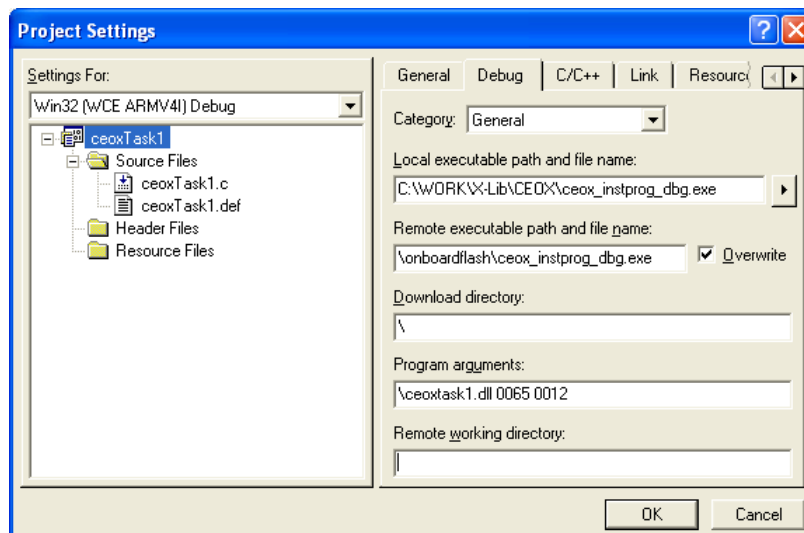 Project Settings
Settings For:
Win32 (WCE ARMV4I) Debug
ceoxTask1
Source Files
ceoxTask1.c
ceoxTask1.def
Header Files
Resource Files
General Debug C/C++ Link Resourc
Category: General
Local executable path and file name:
C:\WORK\X-Lib\CEOX\ceox_instprog_dbg.exe
Remote executable path and file name:
\onboardflash\ceox_instprog_dbg.exe Overwrite
Download directory:
\
Program arguments:
\ceoxtask1.dll 0065 0012
Remote working directory:
OK Cancel